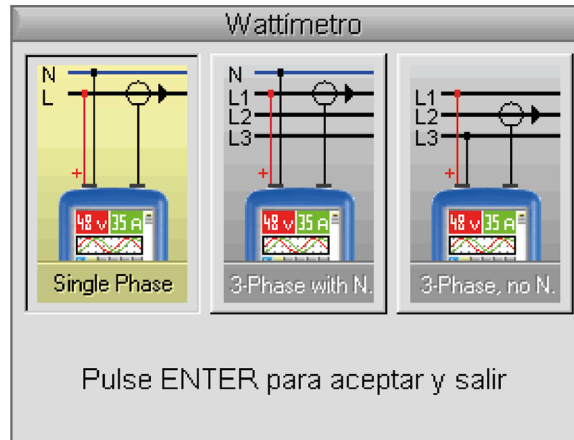 Wattímetro
N
L
+
48 v 35 A
Single Phase
N
L1
L2
L3
+
48 v 35 A
3-Phase with N.
L1
L2
L3
+
48 v 35 A
3-Phase, no N.
Pulse ENTER para aceptar y salir